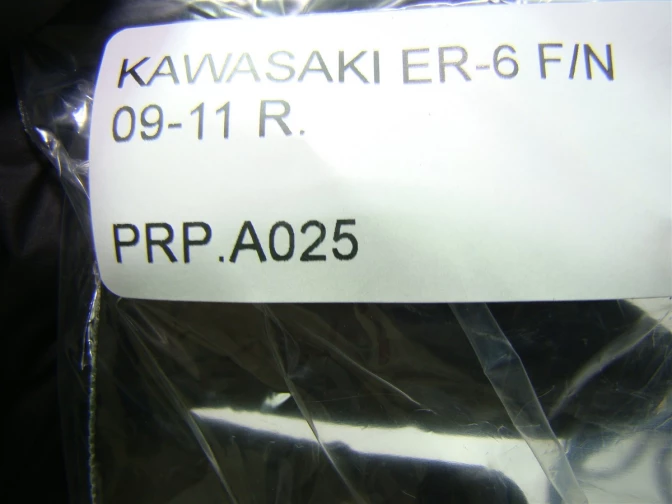 KAWASAKI ER-6 F/N
09-11 R.
PRP.A025